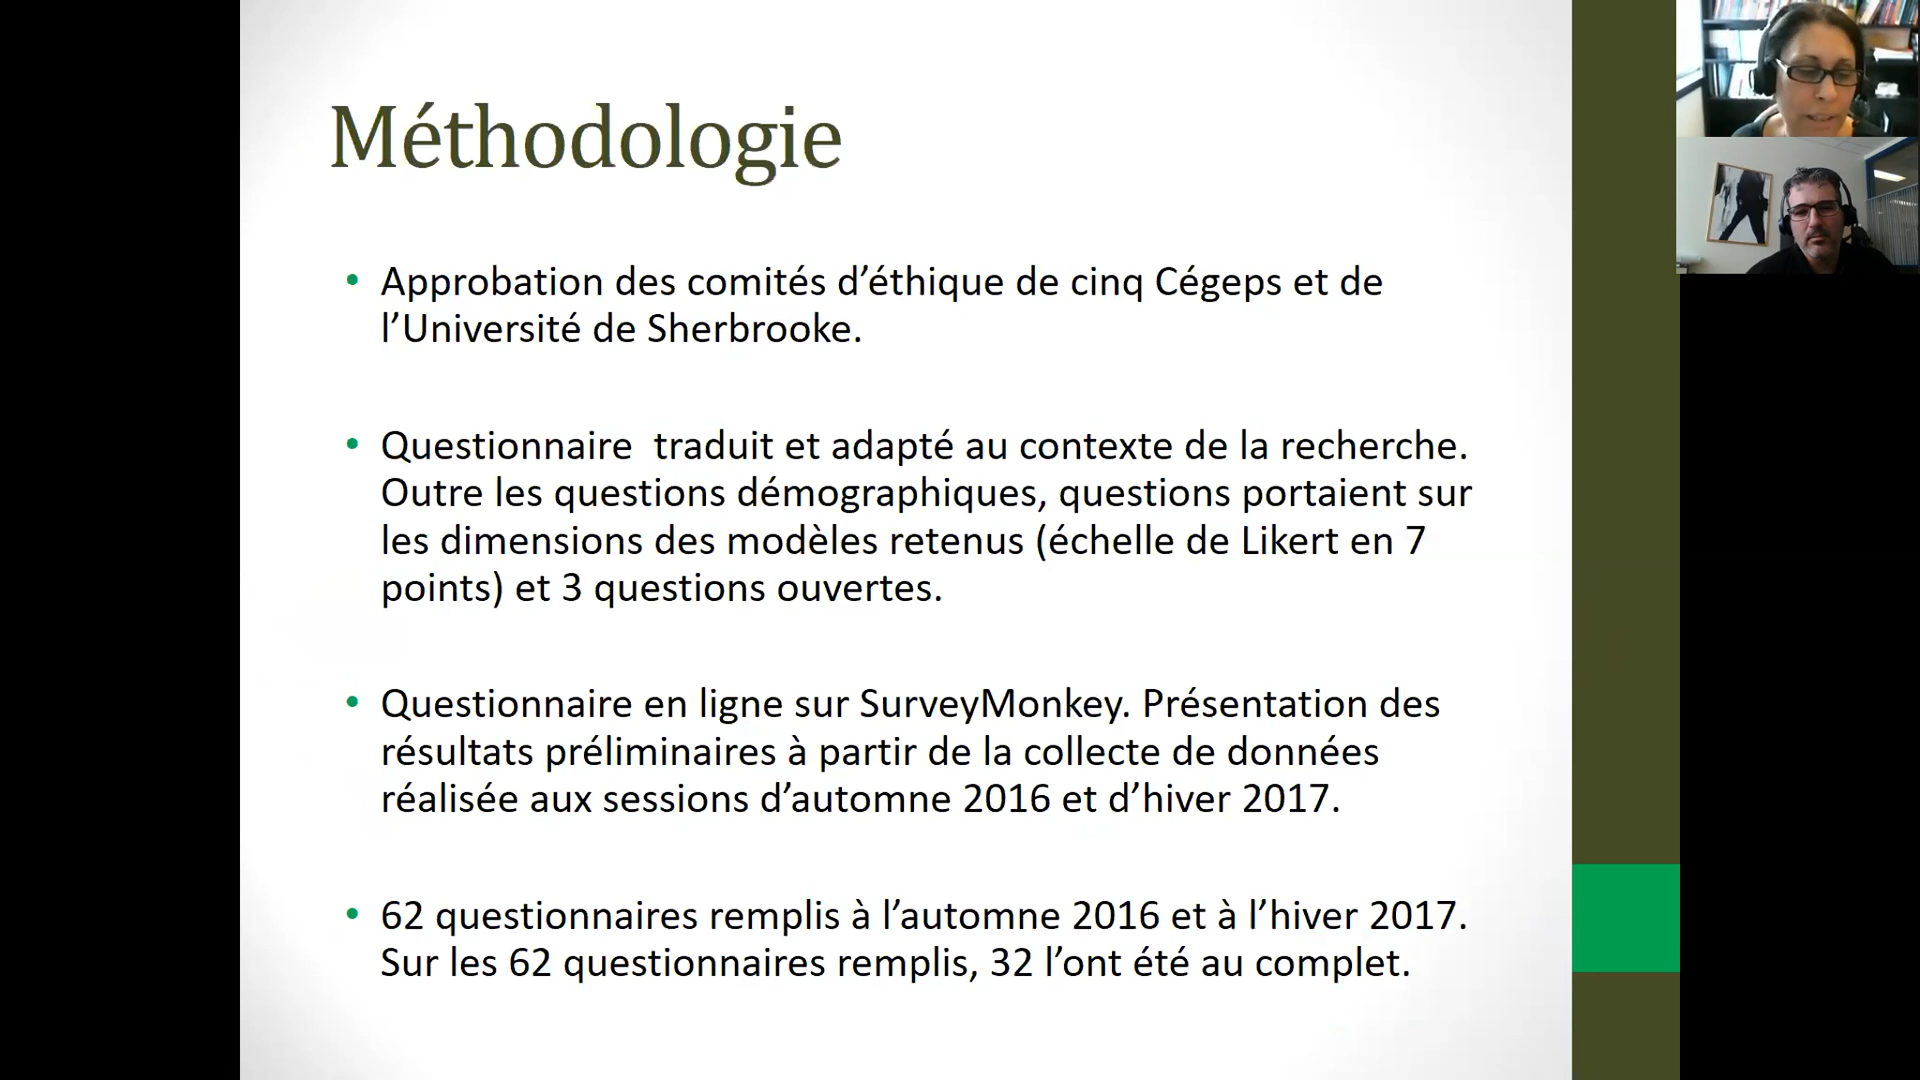 Méthodologie
• Approbation des comités d’éthique de cinq Cégeps et de
l’Université de Sherbrooke.
• Questionnaire  traduit et adapté au contexte de la recherche.
Outre les questions démographiques, questions portaient sur
les dimensions des modèles retenus (échelle de Likert en 7
points) et 3 questions ouvertes.
• Questionnaire en ligne sur SurveyMonkey. Présentation des
résultats préliminaires à partir de la collecte de données
réalisée aux sessions d’automne 2016 et d’hiver 2017.
• 62 questionnaires remplis à l’automne 2016 et à l’hiver 2017.
Sur les 62 questionnaires remplis, 32 l’ont été au complet.